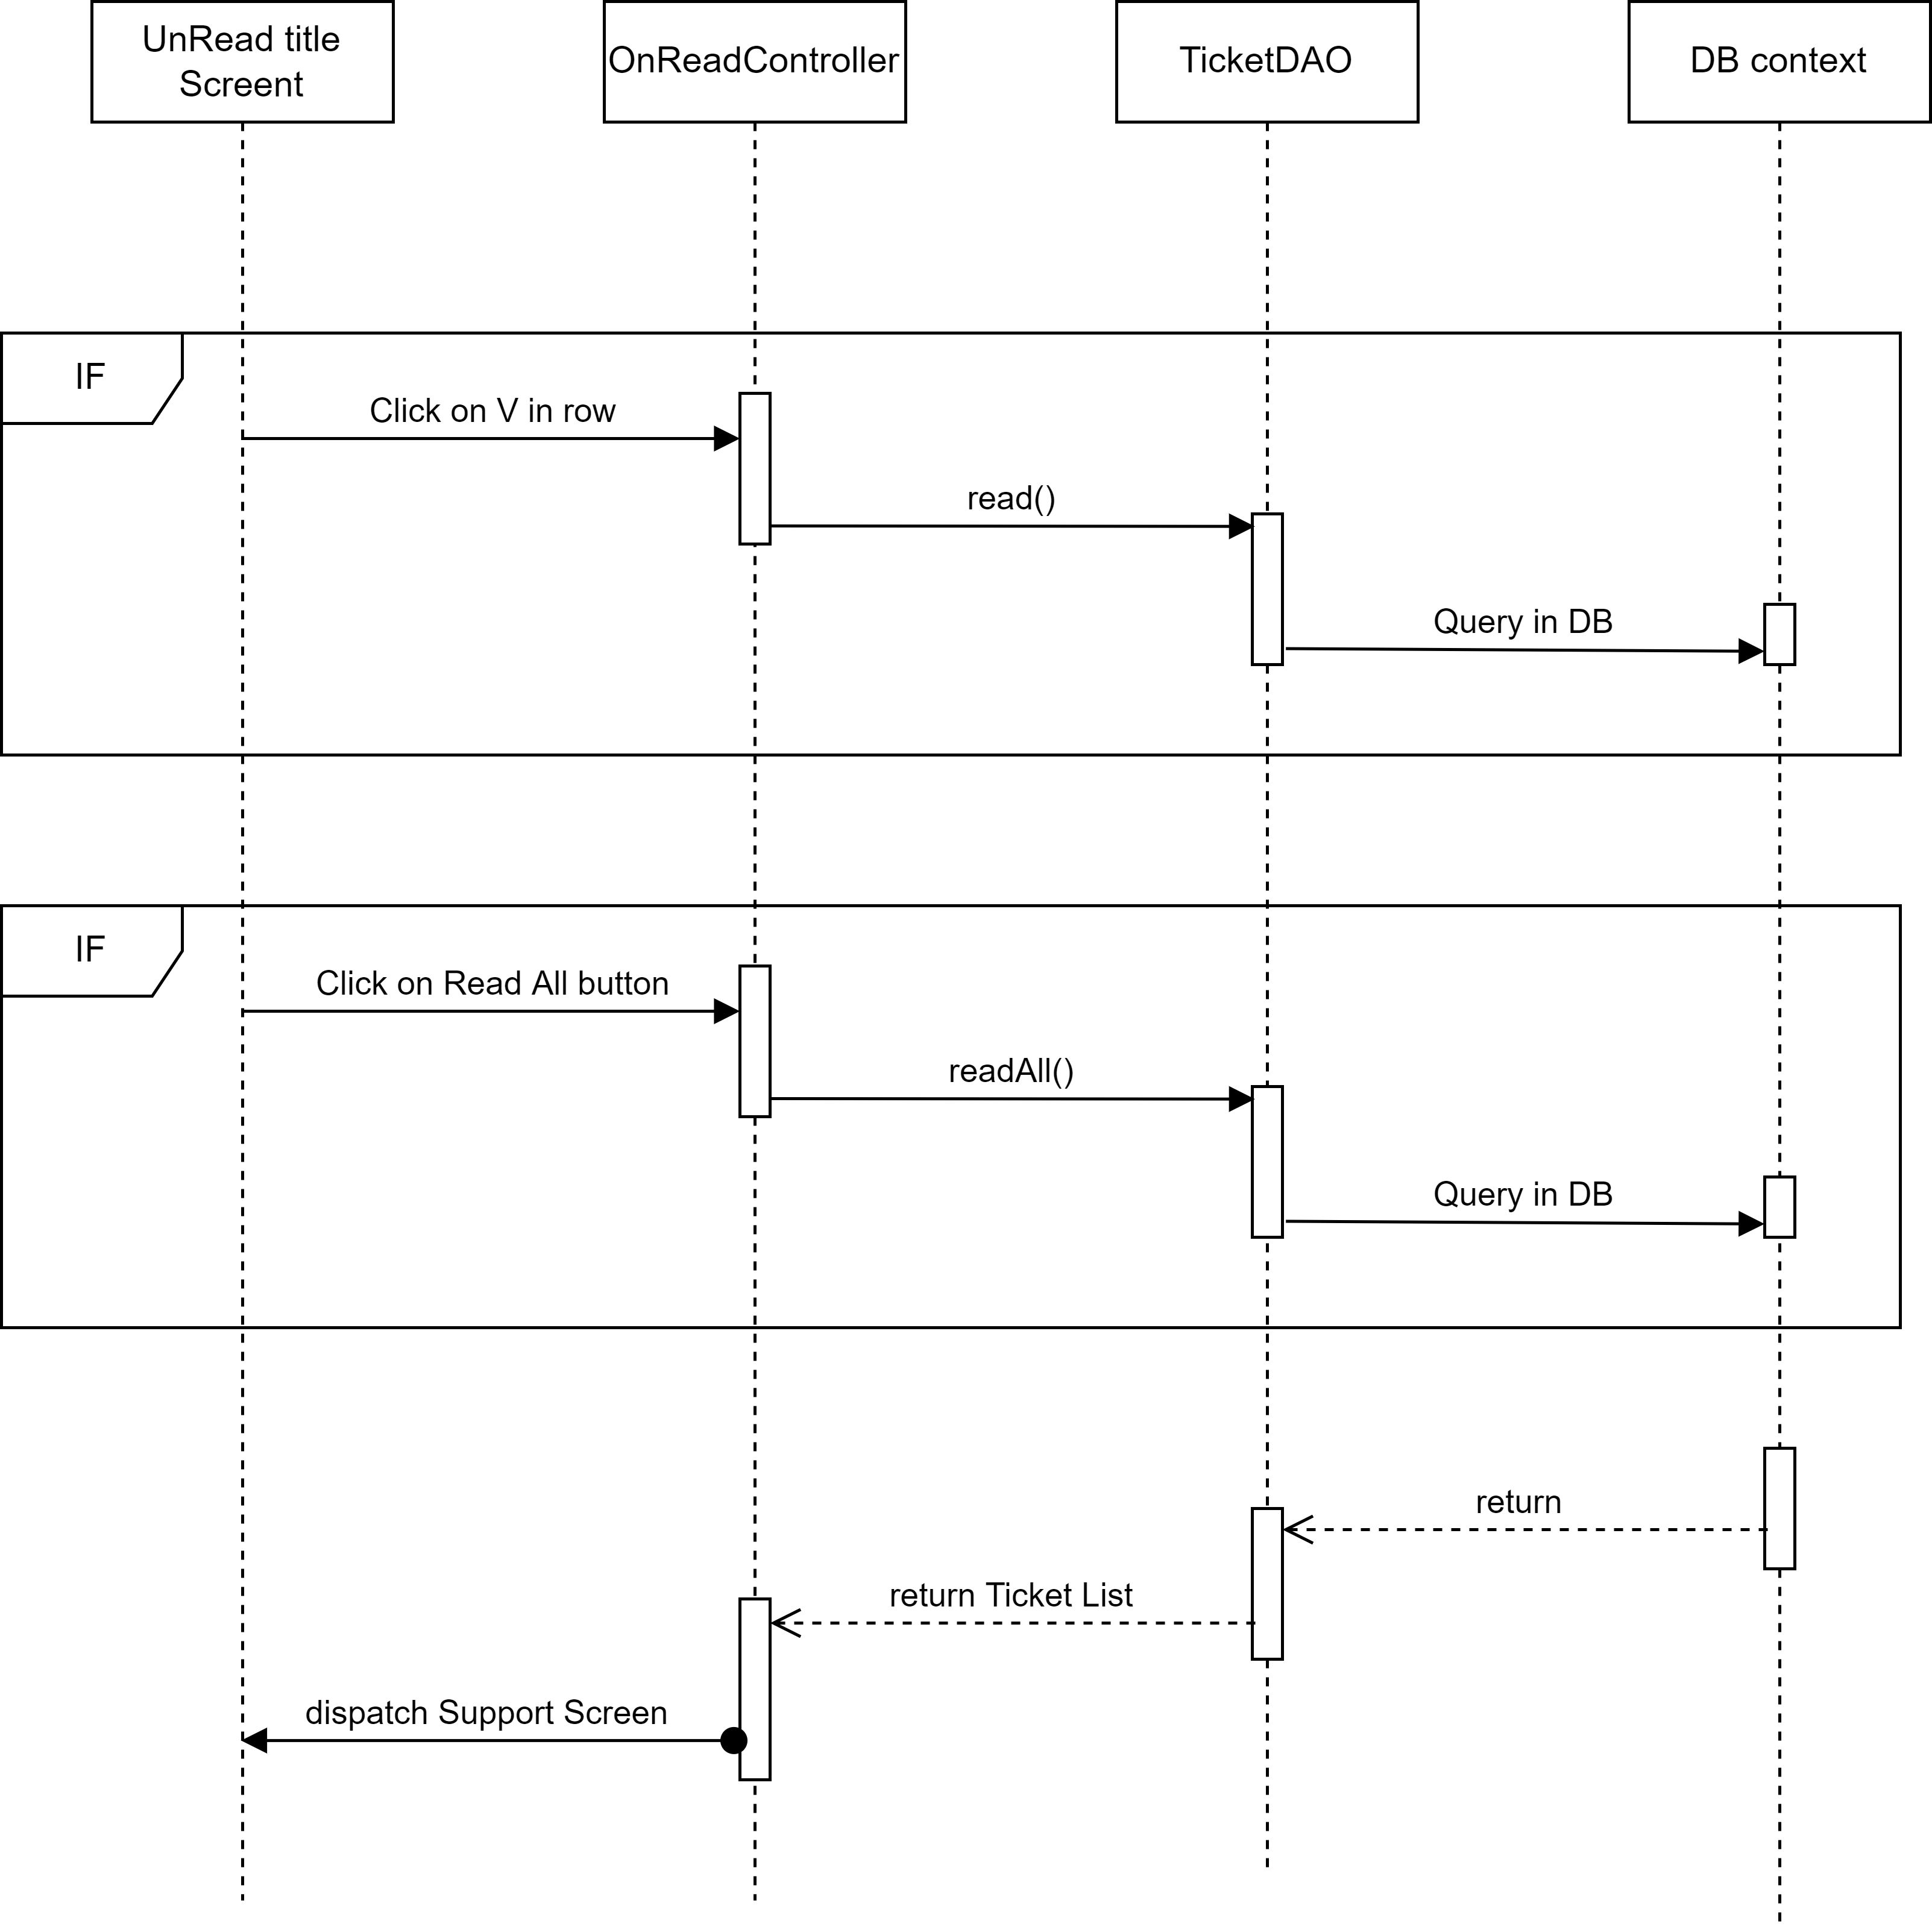 UnRead title
Screent
OnReadController
TicketDAO
DB context
IF
Click on V in row
read()
Query in DB
IF
Click on Read All button
readAll()
Query in DB
return
return Ticket List
dispatch Support Screen